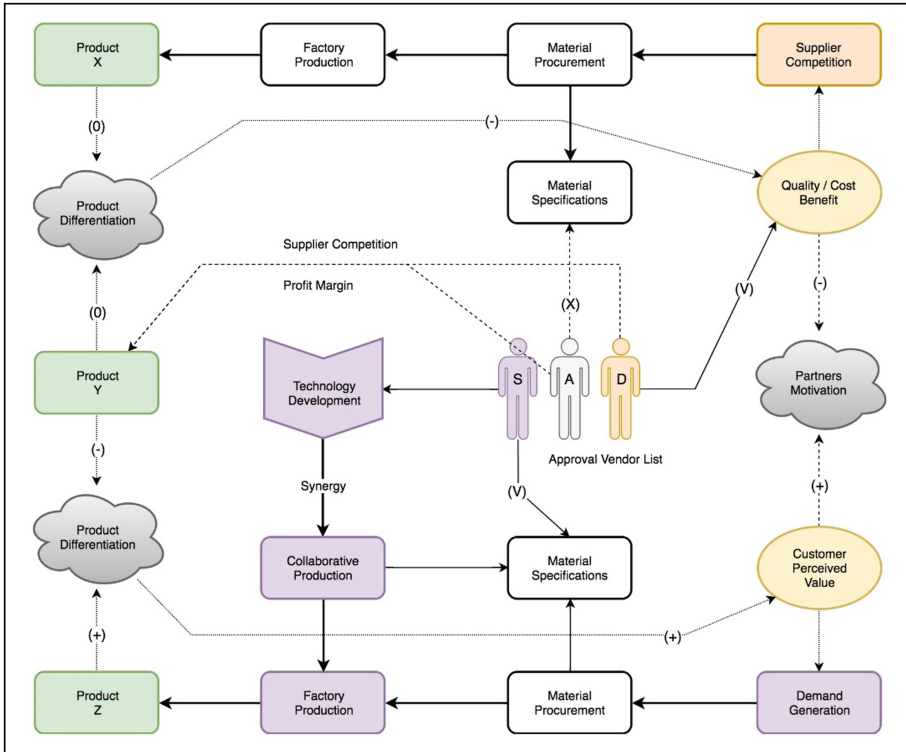 Product
X
Factory
Production
Material
Procurement
Supplier
Competition
(0)
(-)
Product
Differentiation
Material
Specifications
Quality / Cost
Benefit
Supplier Competition
Profit Margin
(0)
(X)
(V)
(-)
Product
Y
Technology
Development
S
A
D
Partners
Motivation
Approval Vendor List
(-)
Synergy
(V)
(+)
Product
Differentiation
Collaborative
Production
Material
Specifications
Customer
Perceived
Value
(+)
(+)
Product
Z
Factory
Production
Material
Procurement
Demand
Generation